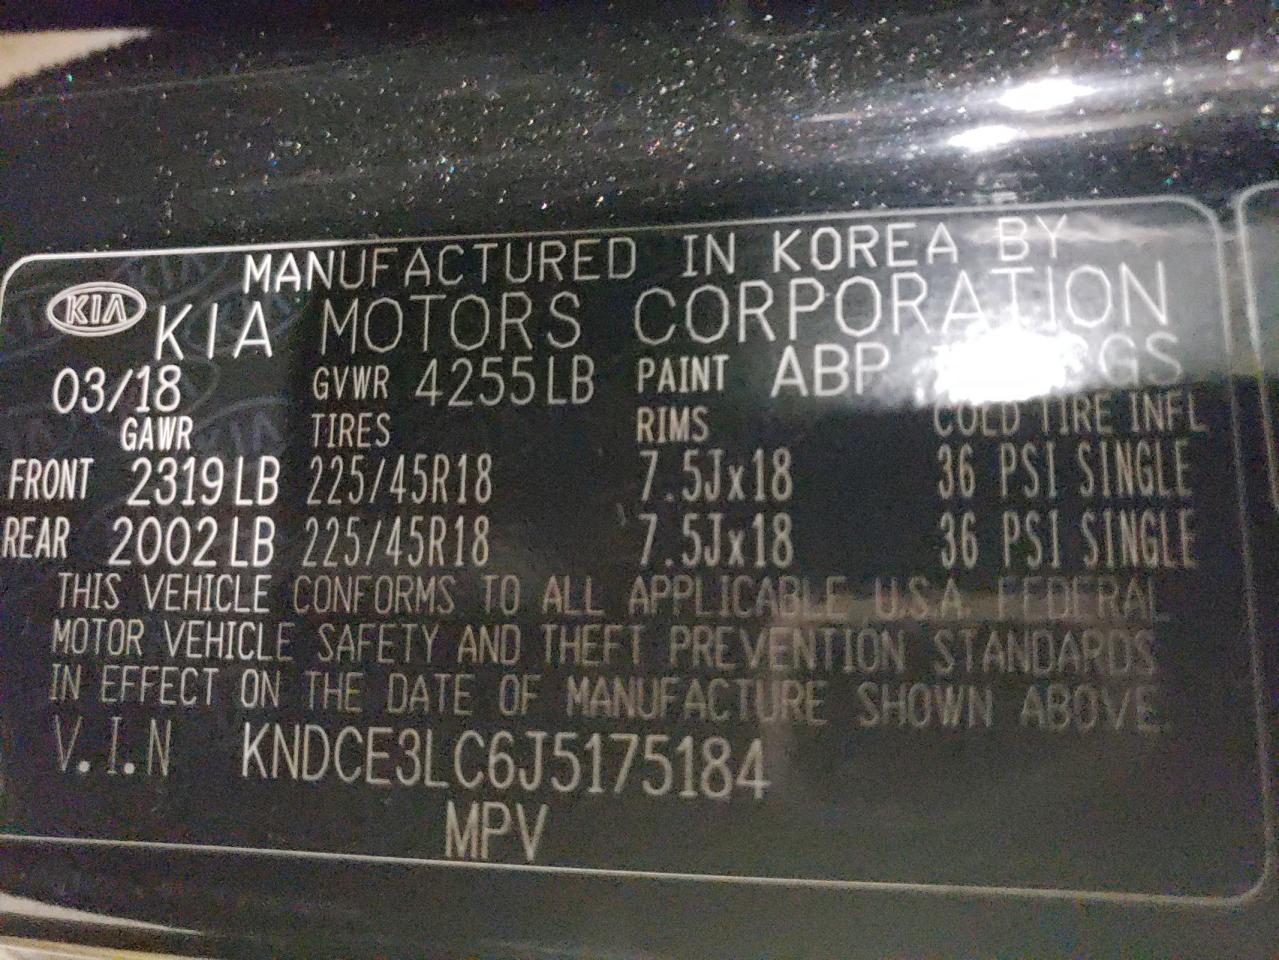 MANUFACTURED IN KOREA BY
KIA KIA MOTORS CORPORATION
03/18 GVWR 4255LB PAINT ABP
GAWR TIRES RIMS COLD TIRE INFL
FRONT 2319LB 225/45R18 7.5Jx18 36 PSI SINGLE
REAR 2002LB 225/45R18 7.5Jx18 36 PSI SINGLE
THIS VEHICLE CONFORMS TO ALL APPLICABLE U.S.A. FEDERAL
MOTOR VEHICLE SAFETY AND THEFT PREVENTION STANDARDS
IN EFFECT ON THE DATE OF MANUFACTURE SHOWN ABOVE.
V.I.N KNDCE3LC6J5175184
MPV